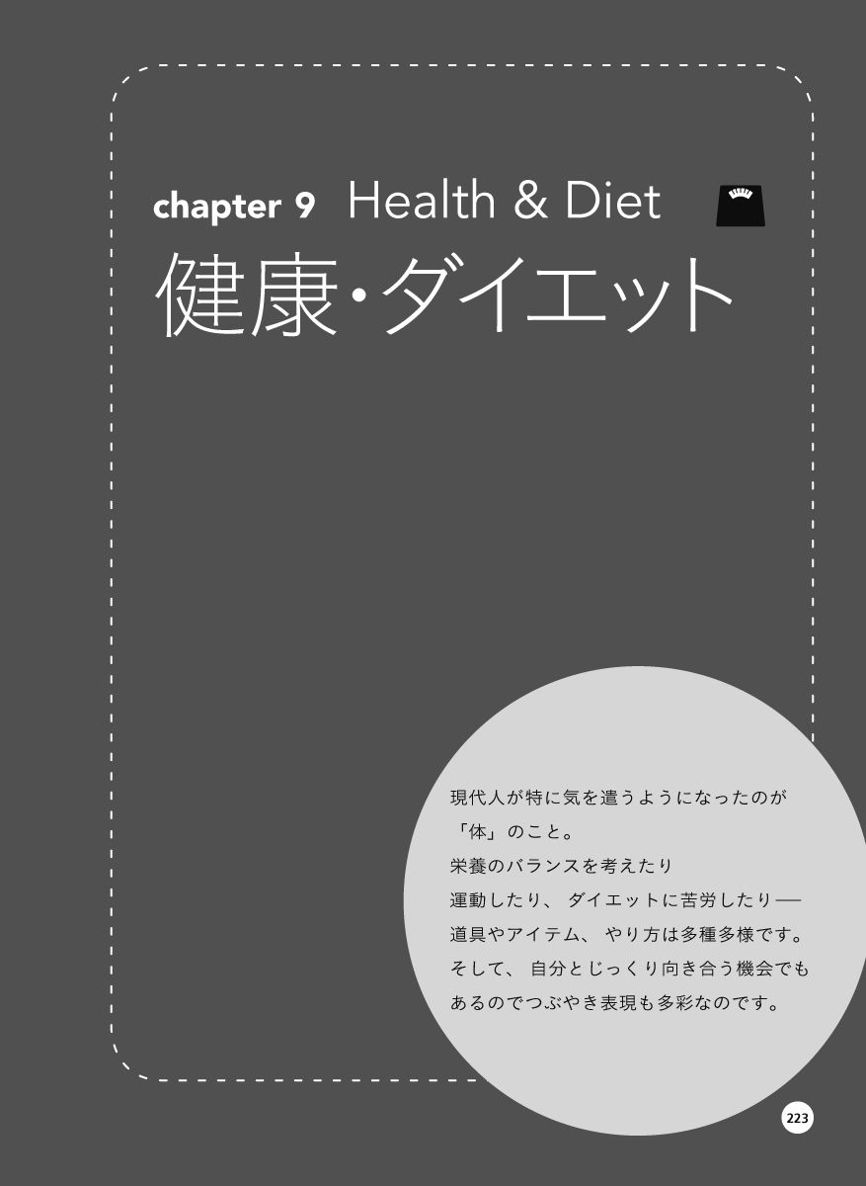 chapter 9 Health & Diet
健康・ダイエット
現代人が特に気を遣うようになったのが
「体」のこと。
栄養のバランスを考えたり
運動したり、ダイエットに苦労したり──
道具やアイテム、やり方は多種多様です。
そして、自分とじっくり向き合う機会でも
あるのでつぶやき表現も多彩なのです。
223